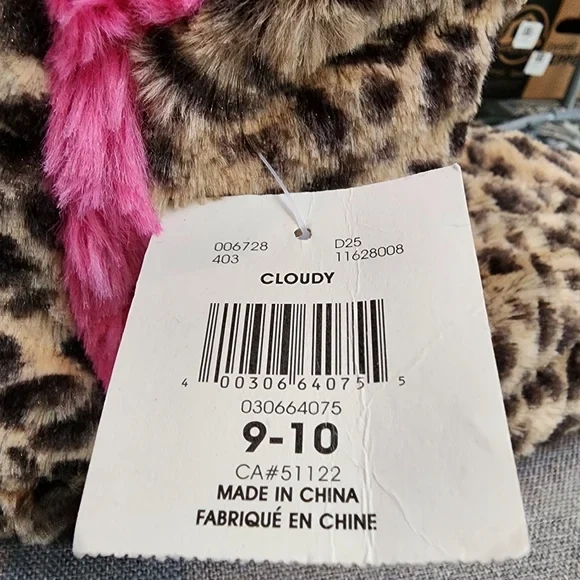 006728 D25
403 11628008
CLOUDY
4 00306 64075 5
030664075
9-10
CA#51122
MADE IN CHINA
FABRIQUÉ EN CHINE